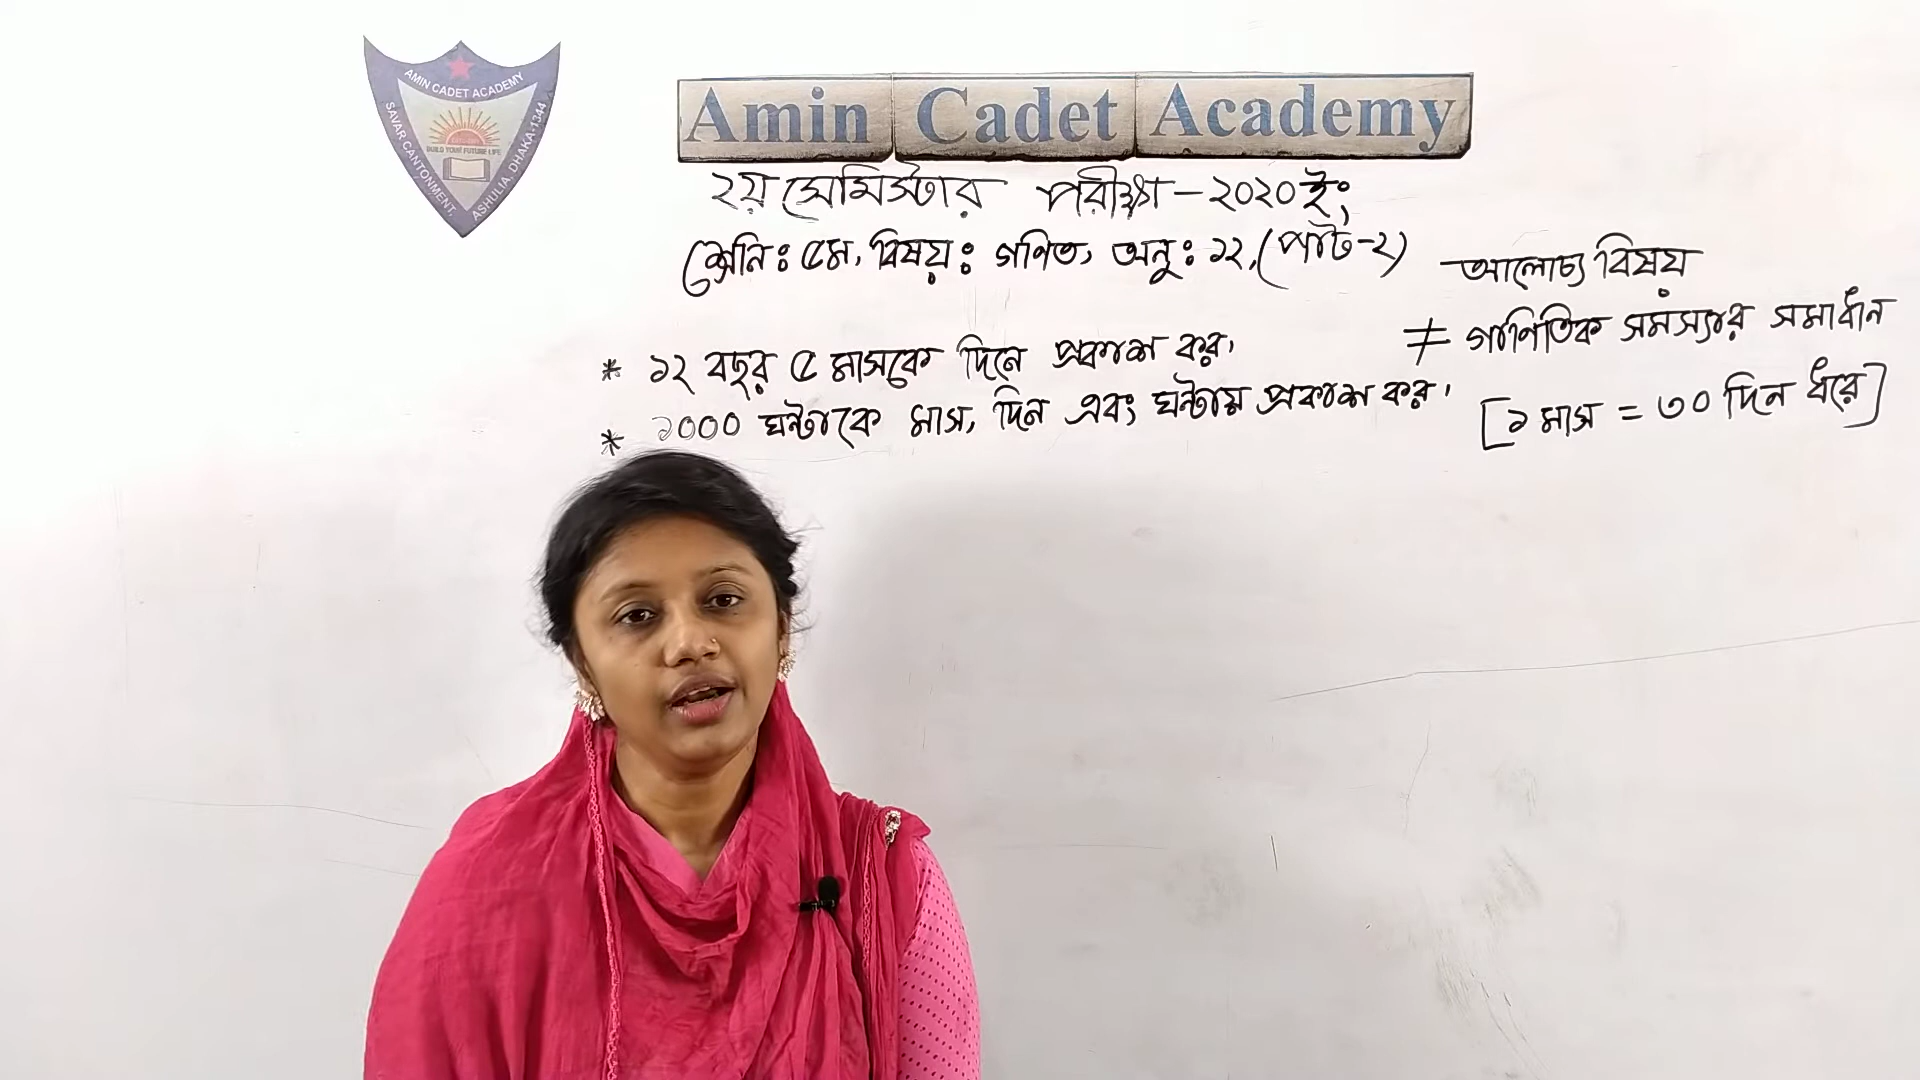 AMIN CADET ACADEMY
SAVAR CANTONMENT, ASHULIA, DHAKA-1344
BUILD YOUR FUTURE LIFE
Amin Cadet Academy
২য় সেমিস্টার পরীক্ষা - ২০২০ইং
শ্রেনি: ৫ম, বিষয়: গণিত, অনু: ১২, (পার্ট-২)
আলোচ্য বিষয়
≠ গাণিতিক সমস্যার সমাধান
[১ মাস = ৩০ দিন ধরে]
* ১২ বছর ৫ মাসকে দিনে প্রকাশ কর।
* ১০০০ ঘন্টাকে মাস, দিন এবং ঘন্টায় প্রকাশ কর।